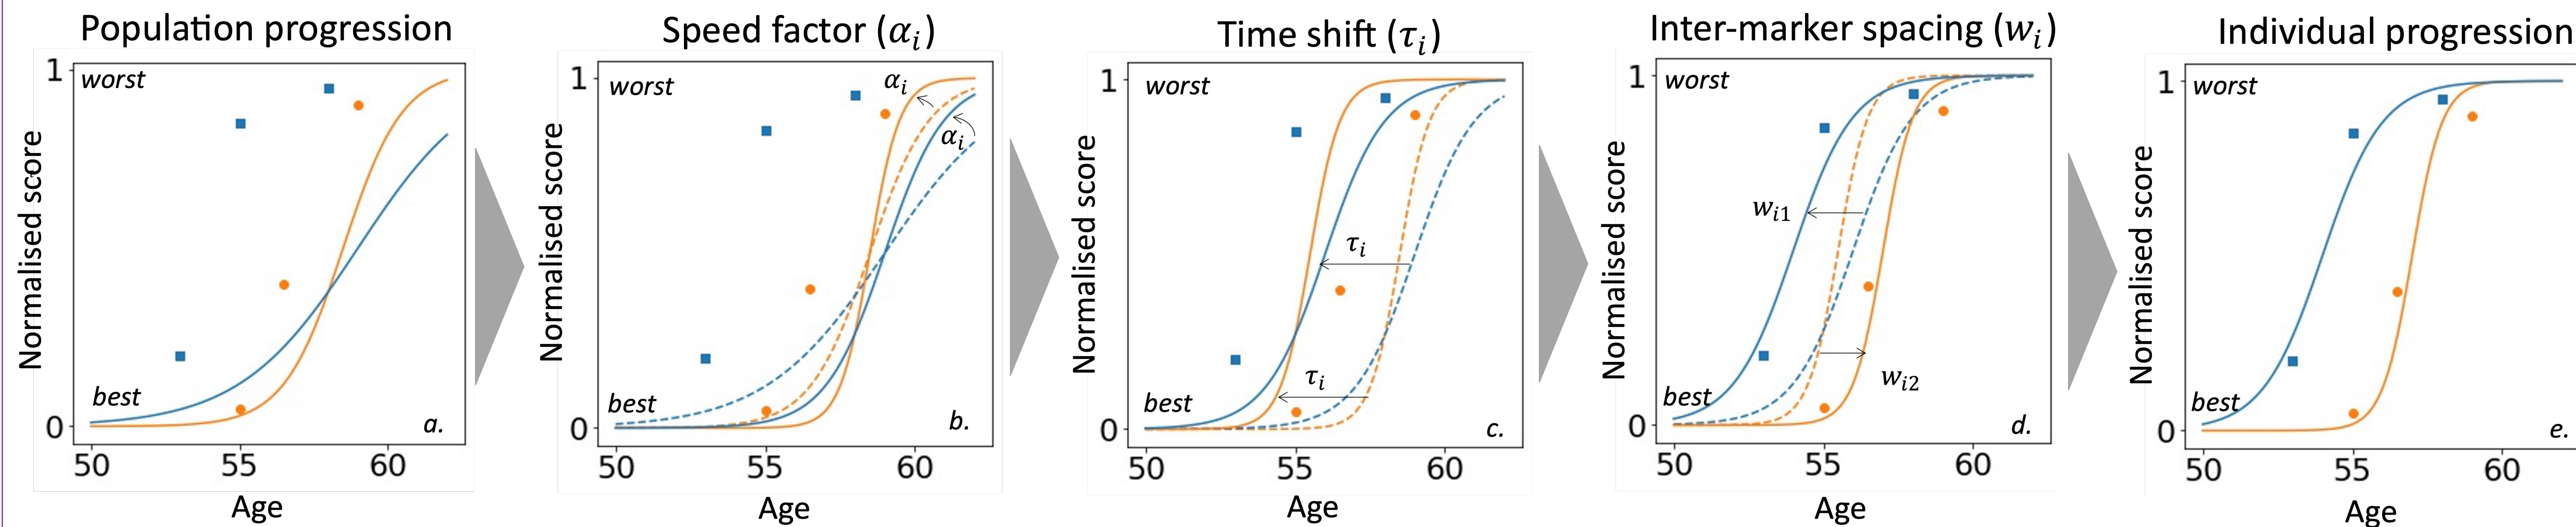 Population progression
Speed factor (αᵢ)
Time shift (τᵢ)
Inter-marker spacing (wᵢ)
Individual progression
Normalised score
1
worst
best
0
a.
50 55 60
Age
Normalised score
1
worst
αᵢ
αᵢ
best
0
b.
50 55 60
Age
Normalised score
1
worst
τᵢ
τᵢ
best
0
c.
50 55 60
Age
Normalised score
1
worst
wᵢ₁
wᵢ₂
best
0
d.
50 55 60
Age
Normalised score
1
worst
best
0
e.
50 55 60
Age